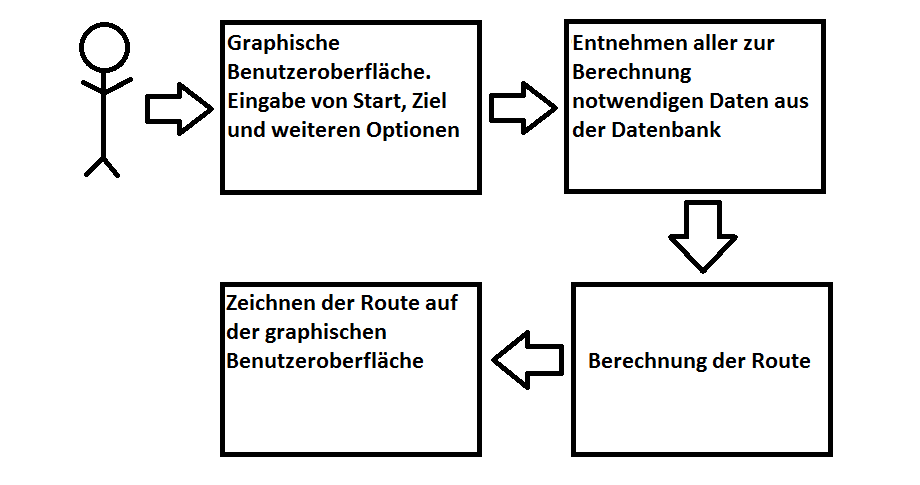 Graphische
Benutzeroberfläche.
Eingabe von Start, Ziel
und weiteren Optionen
Entnehmen aller zur
Berechnung
notwendigen Daten aus
der Datenbank
Zeichnen der Route auf
der graphischen
Benutzeroberfläche
Berechnung der Route